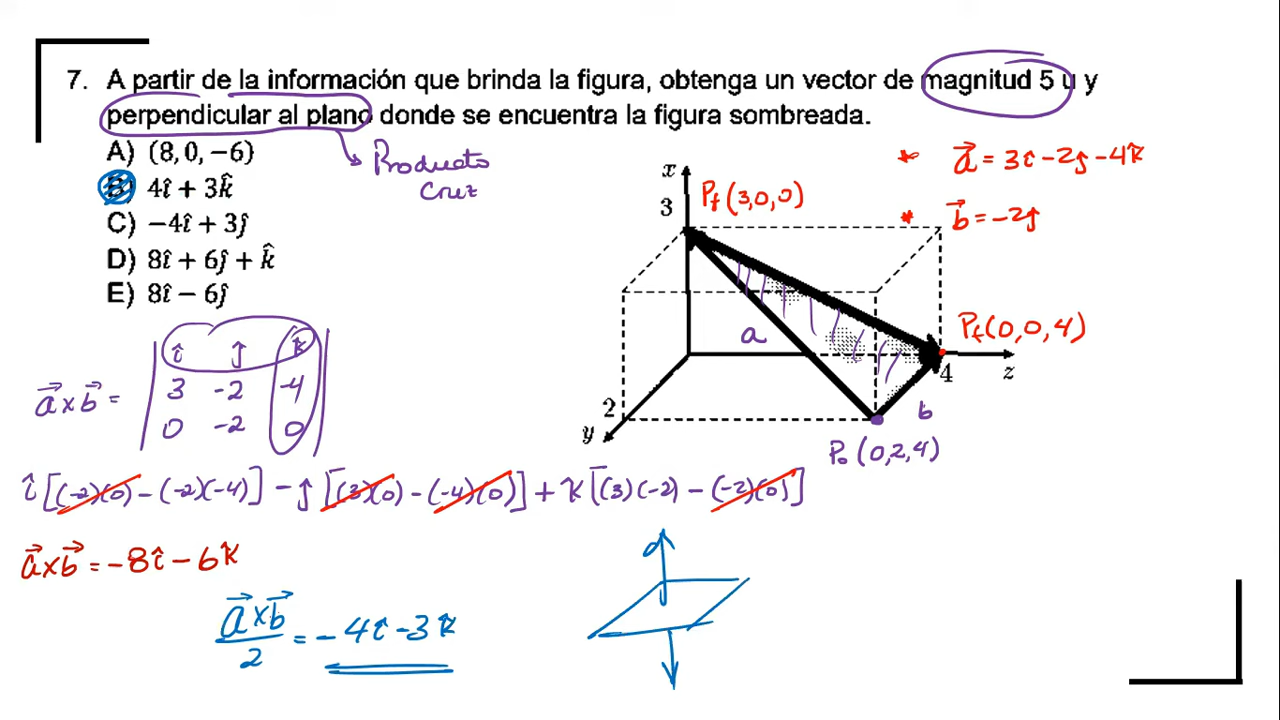 7. A partir de la información que brinda la figura, obtenga un vector de magnitud 5 u y
perpendicular al plano donde se encuentra la figura sombreada.
A) (8, 0, −6)
B) 4î + 3k̂
C) −4î + 3ĵ
D) 8î + 6ĵ + k̂
E) 8î − 6ĵ
Producto
Cruz
* a⃗ = 3î − 2ĵ − 4k̂
* b⃗ = −2ĵ
x
3
Pf (3,0,0)
Pf (0,0,4)
a
4
z
2
y
b
P₀ (0,2,4)
a⃗ x b⃗ = | î ĵ k̂ |
3 -2 -4
0 -2 0
î [(-2)(0) - (-2)(-4)] - ĵ [(3)(0) - (-4)(0)] + k̂ [(3)(-2) - (-2)(0)]
a⃗ x b⃗ = -8î - 6k̂
a⃗ x b⃗ / 2 = -4î - 3k̂